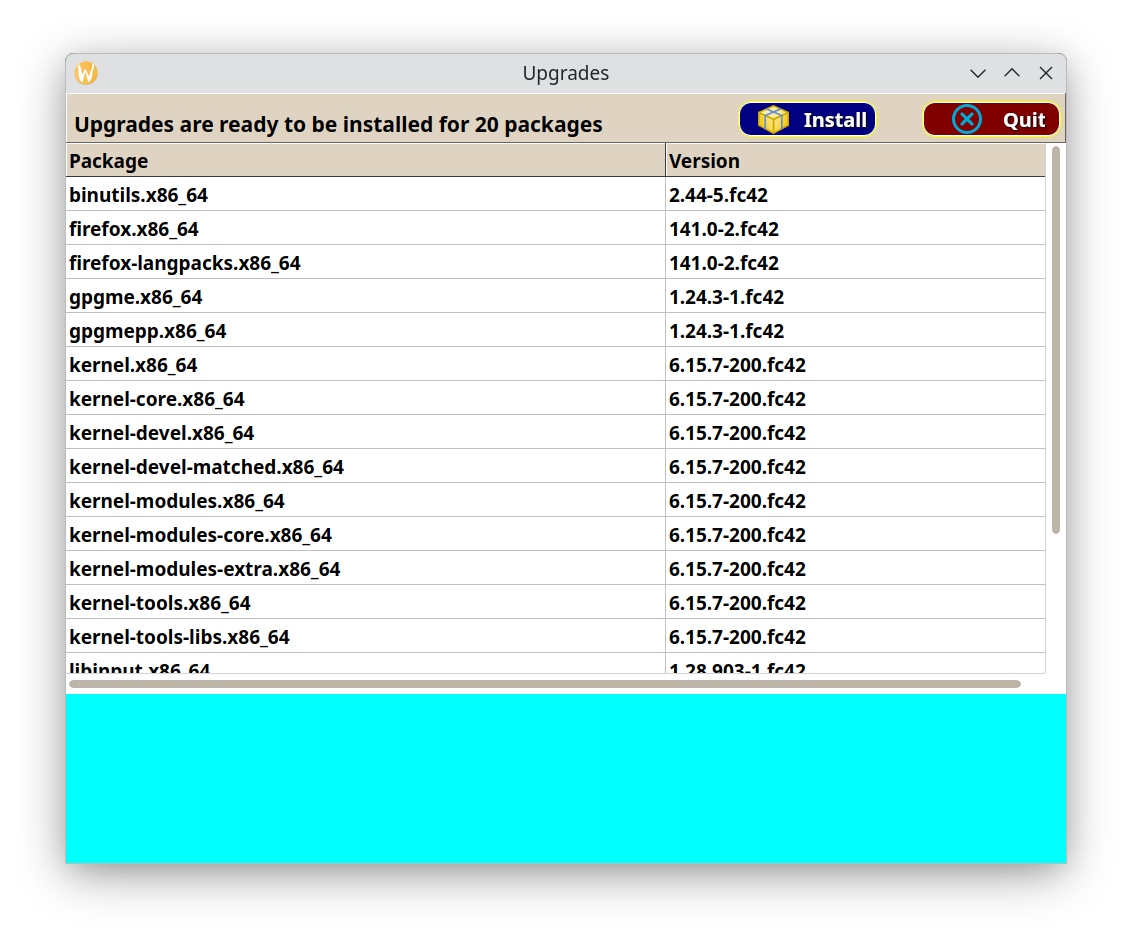 Upgrades
Upgrades are ready to be installed for 20 packages Install Quit
Package Version
binutils.x86_64 2.44-5.fc42
firefox.x86_64 141.0-2.fc42
firefox-langpacks.x86_64 141.0-2.fc42
gpgme.x86_64 1.24.3-1.fc42
gpgmepp.x86_64 1.24.3-1.fc42
kernel.x86_64 6.15.7-200.fc42
kernel-core.x86_64 6.15.7-200.fc42
kernel-devel.x86_64 6.15.7-200.fc42
kernel-devel-matched.x86_64 6.15.7-200.fc42
kernel-modules.x86_64 6.15.7-200.fc42
kernel-modules-core.x86_64 6.15.7-200.fc42
kernel-modules-extra.x86_64 6.15.7-200.fc42
kernel-tools.x86_64 6.15.7-200.fc42
kernel-tools-libs.x86_64 6.15.7-200.fc42
libinput.x86_64 1.28.903-1.fc42